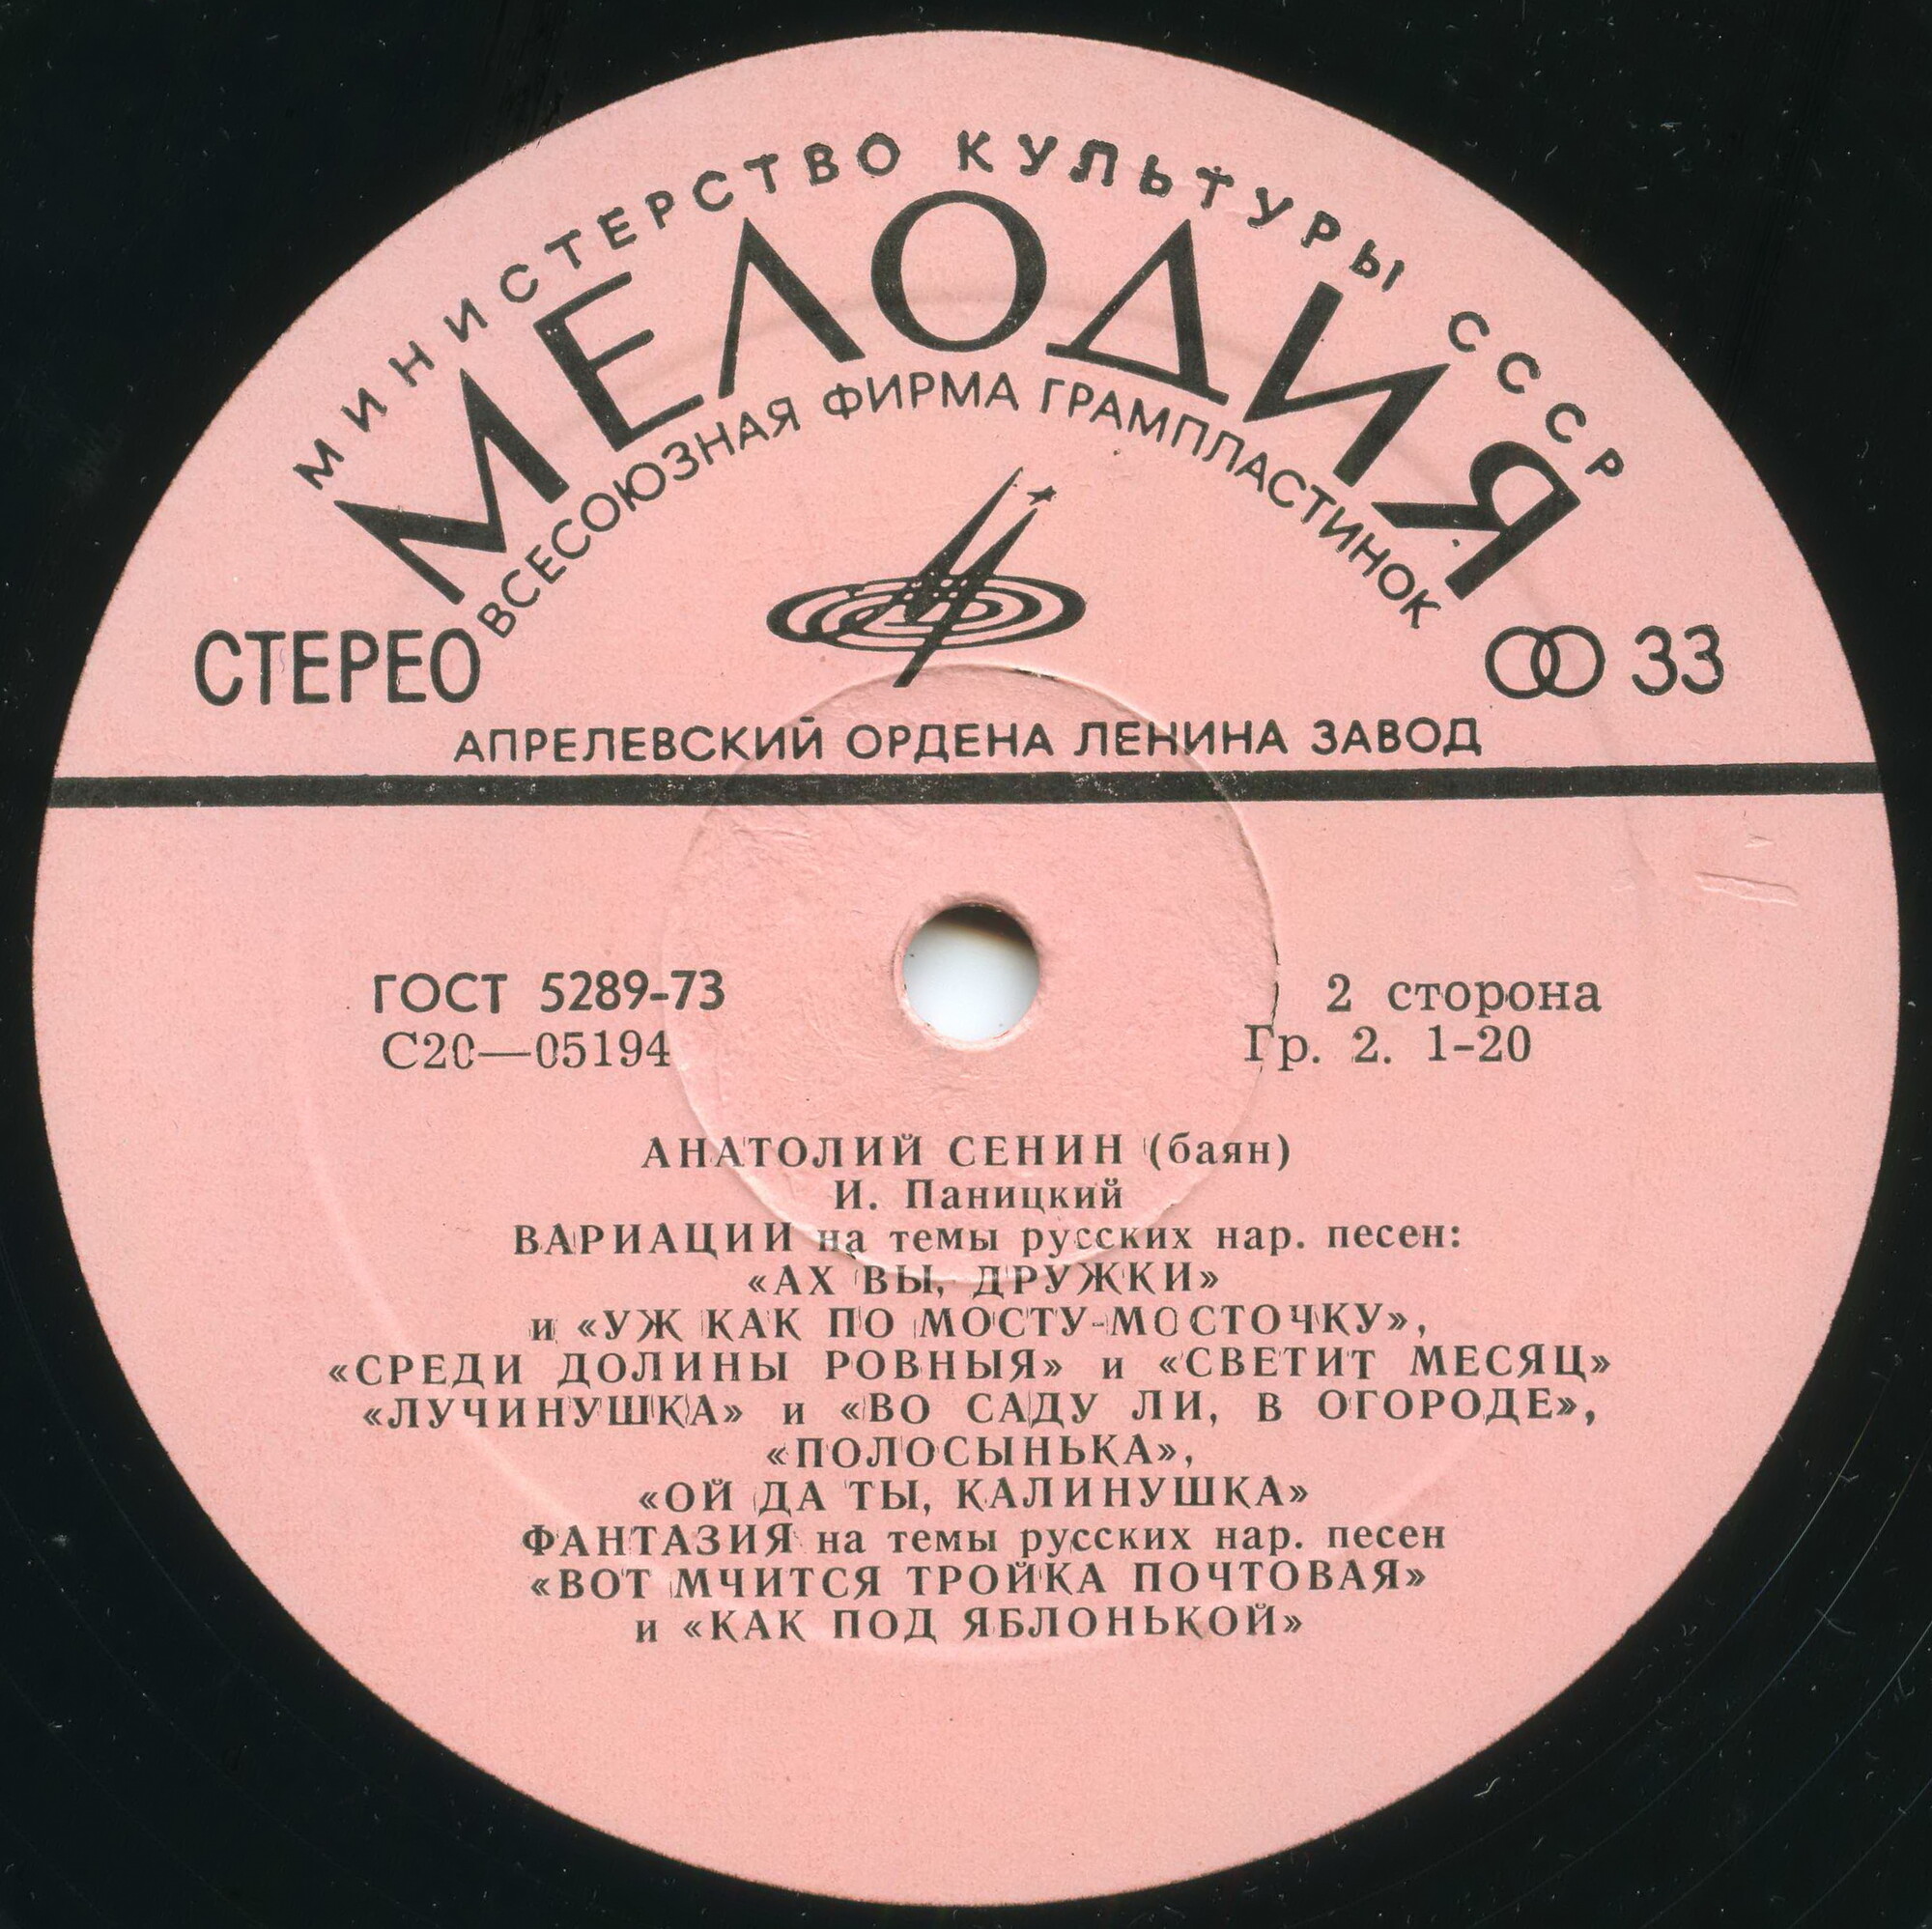 МИНИСТЕРСТВО КУЛЬТУРЫ СССР
МЕЛОДИЯ
ВСЕСОЮЗНАЯ ФИРМА ГРАМПЛАСТИНОК
СТЕРЕО
33
АПРЕЛЕВСКИЙ ОРДЕНА ЛЕНИНА ЗАВОД
ГОСТ 5289-73
2 сторона
С20—05194
Гр. 2. 1-20
АНАТОЛИЙ СЕНИН (баян)
И. Паницкий
ВАРИАЦИИ на темы русских нар. песен:
«АХ ВЫ, ДРУЖКИ»
и «УЖ КАК ПО МОСТУ-МОСТОЧКУ»,
«СРЕДИ ДОЛИНЫ РОВНЫЯ» и «СВЕТИТ МЕСЯЦ»
«ЛУЧИНУШКА» и «ВО САДУ ЛИ, В ОГОРОДЕ»,
«ПОЛОСЫНЬКА»,
«ОЙ ДА ТЫ, КАЛИНУШКА»
ФАНТАЗИЯ на темы русских нар. песен
«ВОТ МЧИТСЯ ТРОЙКА ПОЧТОВАЯ»
и «КАК ПОД ЯБЛОНЬКОЙ»